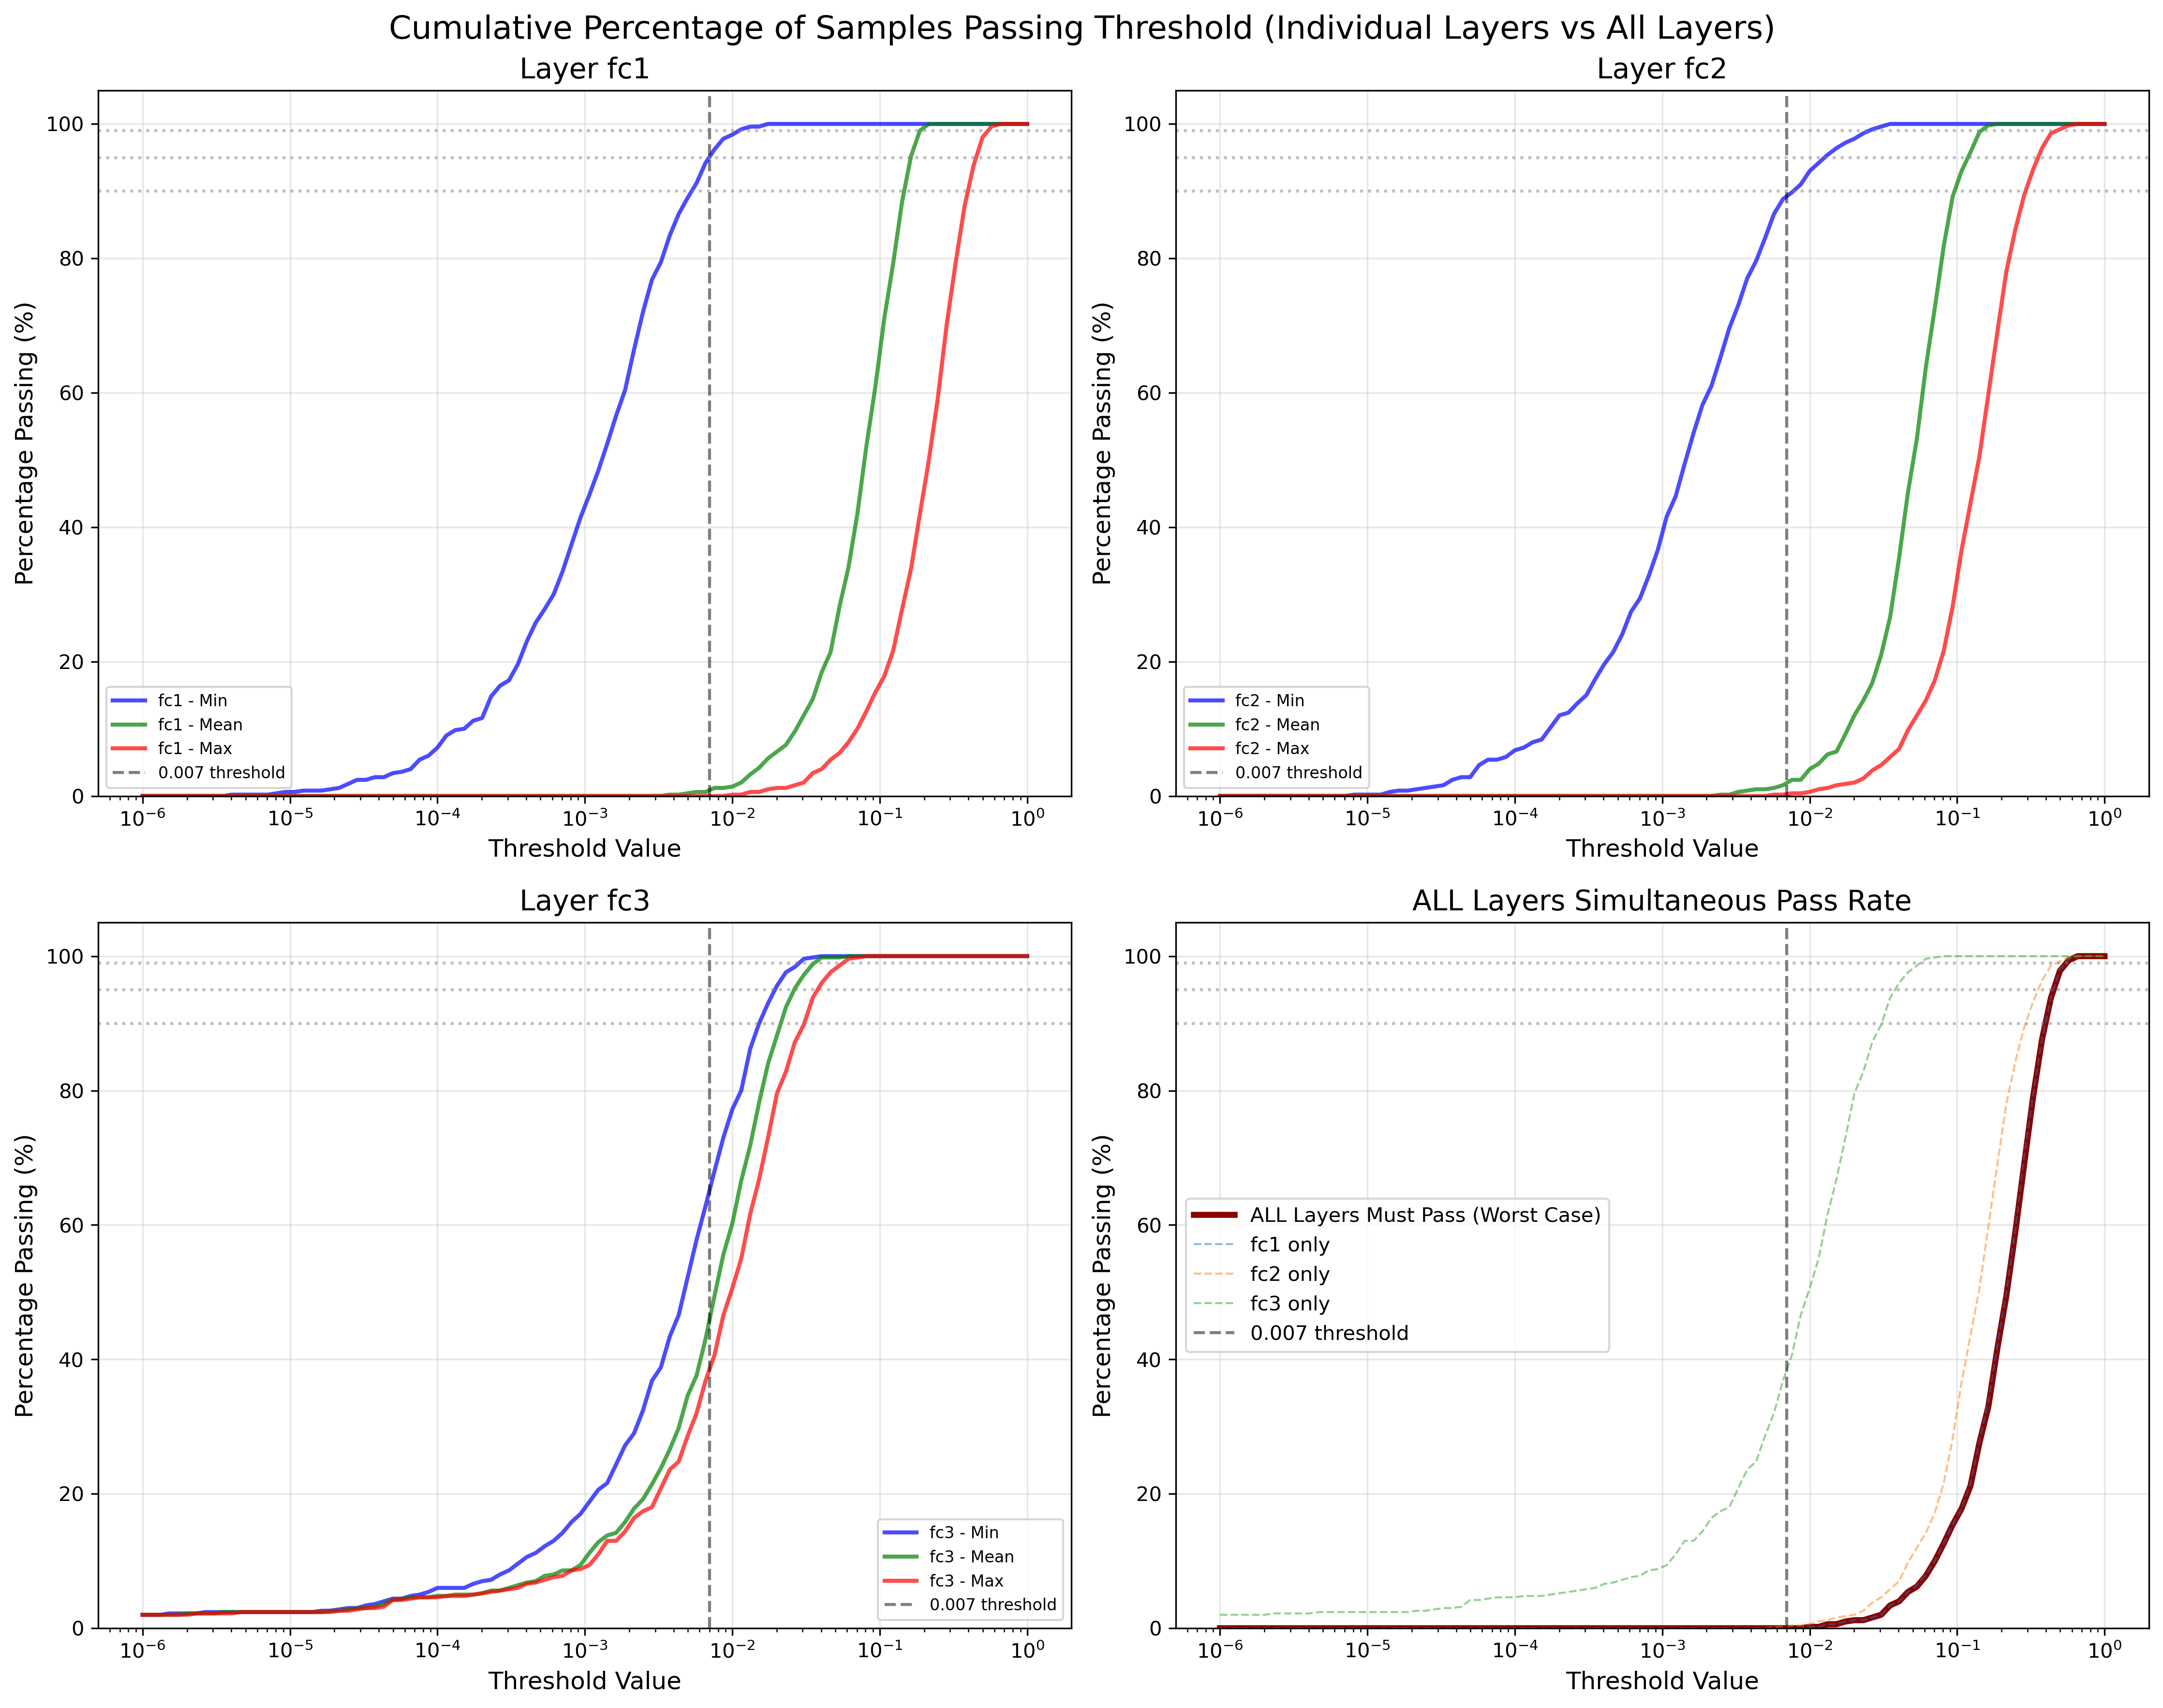 Cumulative Percentage of Samples Passing Threshold (Individual Layers vs All Layers)
Layer fc1
Percentage Passing (%)
100
80
60
40
20
0
fc1 - Min
fc1 - Mean
fc1 - Max
0.007 threshold
10⁻⁶ 10⁻⁵ 10⁻⁴ 10⁻³ 10⁻² 10⁻¹ 10⁰
Threshold Value
Layer fc2
Percentage Passing (%)
100
80
60
40
20
0
fc2 - Min
fc2 - Mean
fc2 - Max
0.007 threshold
10⁻⁶ 10⁻⁵ 10⁻⁴ 10⁻³ 10⁻² 10⁻¹ 10⁰
Threshold Value
Layer fc3
Percentage Passing (%)
100
80
60
40
20
0
fc3 - Min
fc3 - Mean
fc3 - Max
0.007 threshold
10⁻⁶ 10⁻⁵ 10⁻⁴ 10⁻³ 10⁻² 10⁻¹ 10⁰
Threshold Value
ALL Layers Simultaneous Pass Rate
Percentage Passing (%)
100
80
60
40
20
0
ALL Layers Must Pass (Worst Case)
fc1 only
fc2 only
fc3 only
0.007 threshold
10⁻⁶ 10⁻⁵ 10⁻⁴ 10⁻³ 10⁻² 10⁻¹ 10⁰
Threshold Value